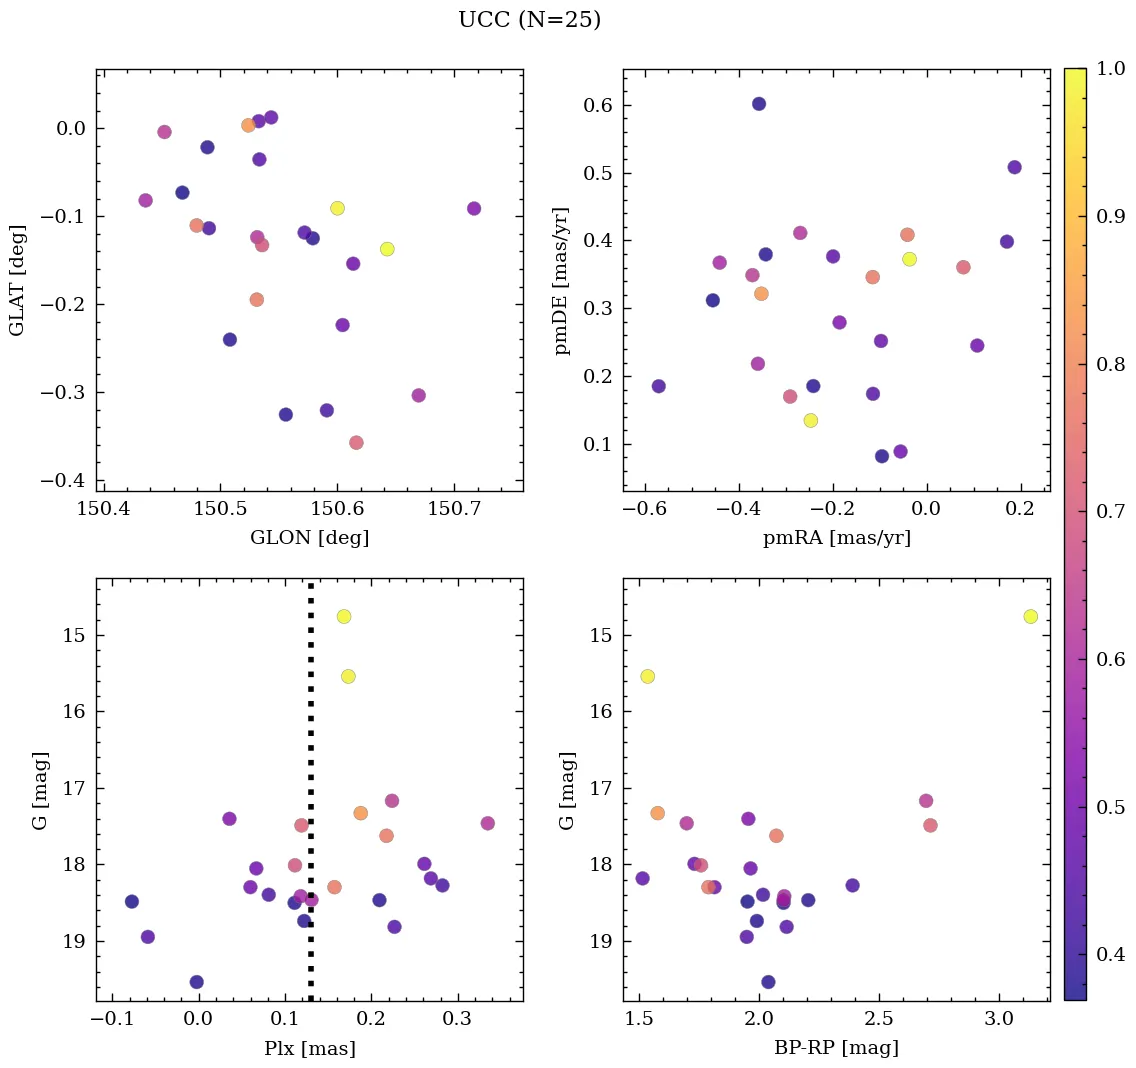 UCC (N=25)
0.0
−0.1
−0.2
−0.3
−0.4
GLAT [deg]
150.4 150.5 150.6 150.7
GLON [deg]
0.6
0.5
0.4
0.3
0.2
0.1
pmDE [mas/yr]
−0.6 −0.4 −0.2 0.0 0.2
pmRA [mas/yr]
15
16
17
18
19
G [mag]
−0.1 0.0 0.1 0.2 0.3
Plx [mas]
15
16
17
18
19
G [mag]
1.5 2.0 2.5 3.0
BP-RP [mag]
1.0
0.9
0.8
0.7
0.6
0.5
0.4